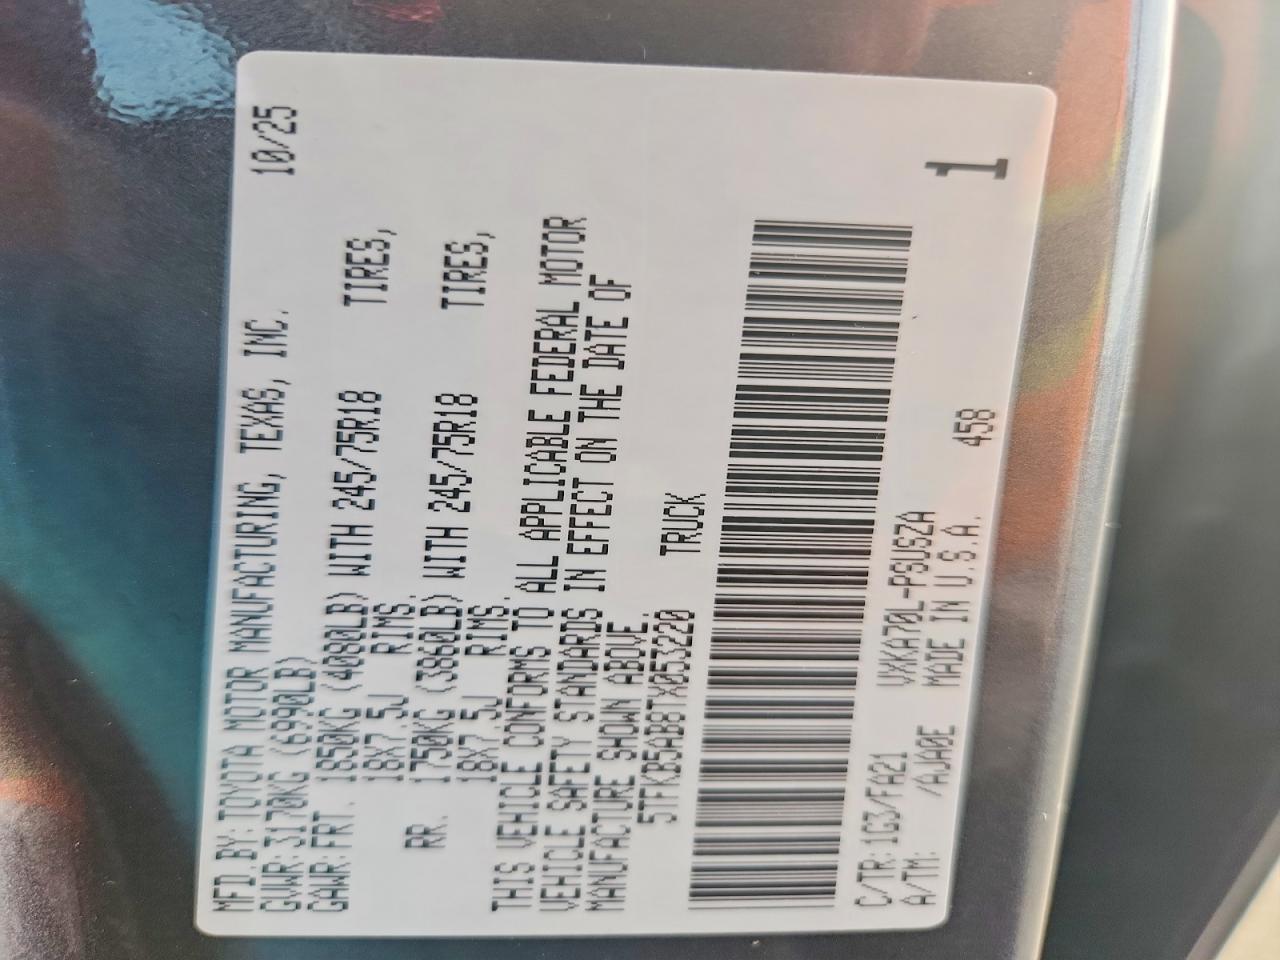 MFD.BY:TOYOTA MOTOR MANUFACTURING, TEXAS, INC. 10/25
GVWR:3170KG (6990LB)
GAWR:FRT. 1850KG (4080LB) WITH 245/75R18 TIRES,
18X7.5J RIMS.
RR. 1750KG (3860LB) WITH 245/75R18 TIRES,
18X7.5J RIMS.
THIS VEHICLE CONFORMS TO ALL APPLICABLE FEDERAL MOTOR
VEHICLE SAFETY STANDARDS IN EFFECT ON THE DATE OF
MANUFACTURE SHOWN ABOVE.
5TFKB5AB8TX053220 TRUCK
C/TR:1G3/FA21 VXKA70L-PSUSZA
A/TM: /AJA0E MADE IN U.S.A. 458
1